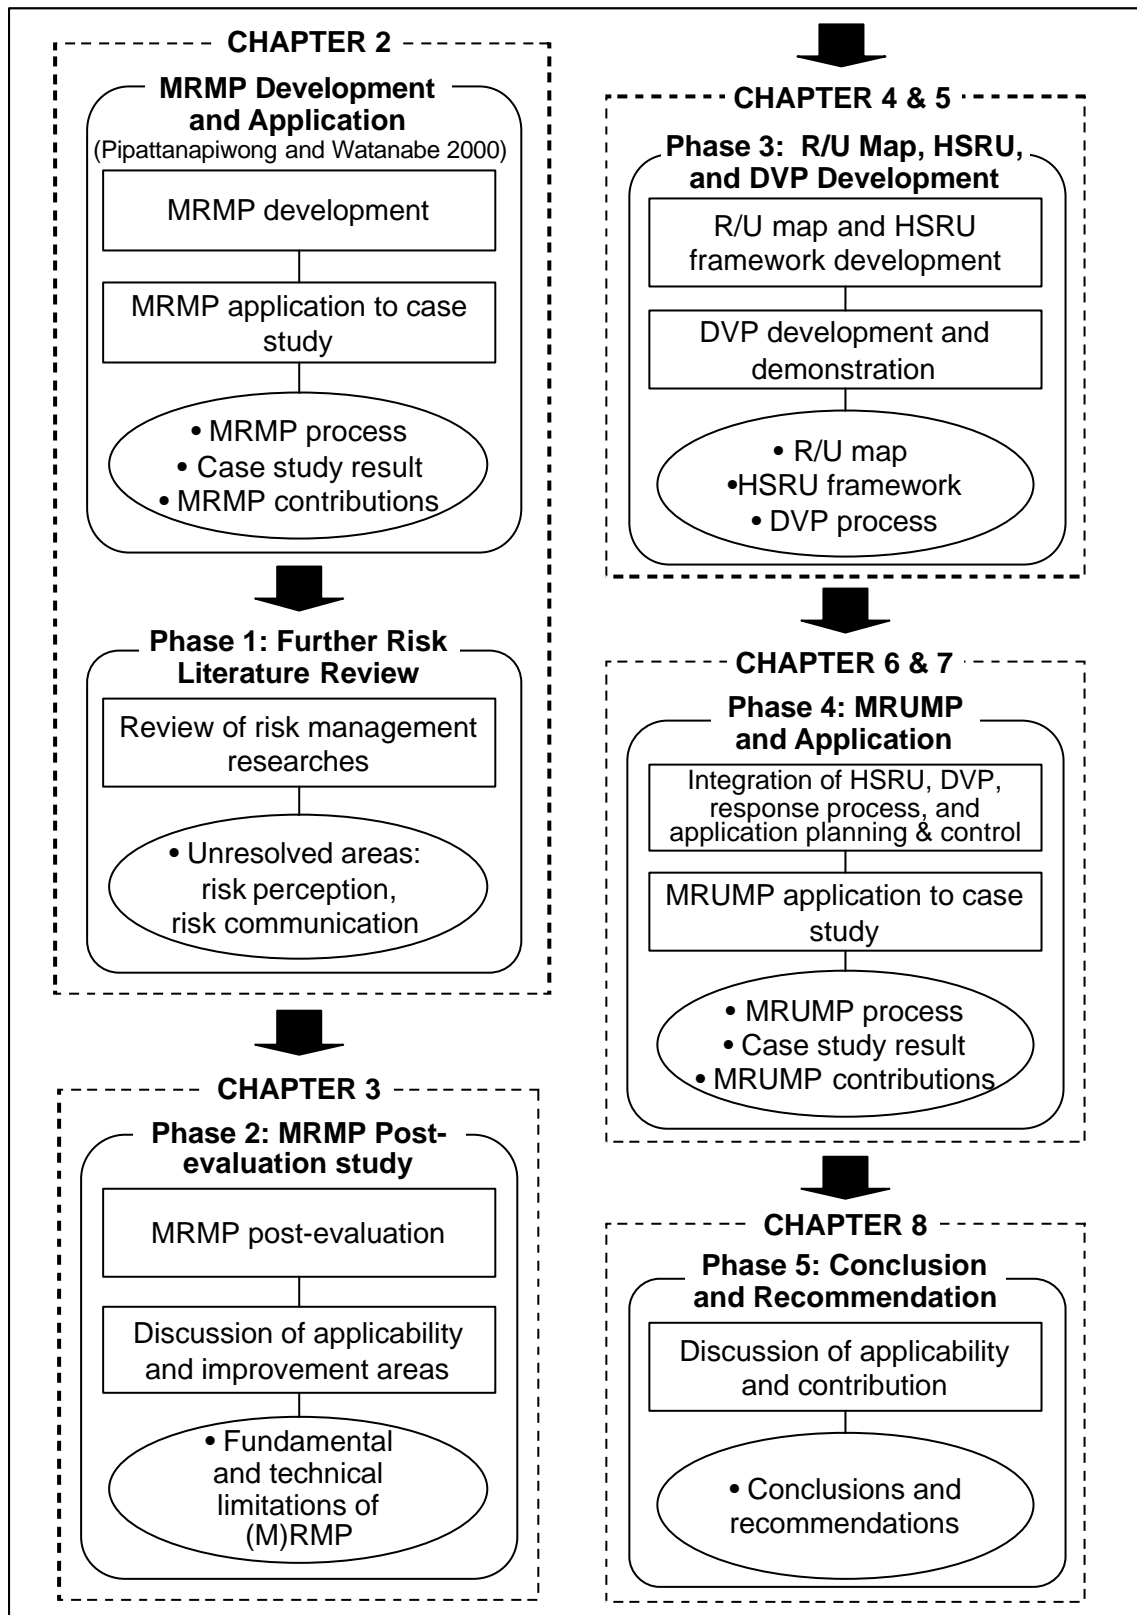 CHAPTER 2
MRMP Development
and Application
(Pipattanapiwong and Watanabe 2000)
MRMP development
MRMP application to case
study
• MRMP process
• Case study result
• MRMP contributions
Phase 1: Further Risk
Literature Review
Review of risk management
researches
• Unresolved areas:
risk perception,
risk communication
CHAPTER 3
Phase 2: MRMP Post-
evaluation study
MRMP post-evaluation
Discussion of applicability
and improvement areas
• Fundamental
and technical
limitations of
(M)RMP
CHAPTER 4 & 5
Phase 3: R/U Map, HSRU,
and DVP Development
R/U map and HSRU
framework development
DVP development and
demonstration
• R/U map
•HSRU framework
• DVP process
CHAPTER 6 & 7
Phase 4: MRUMP
and Application
Integration of HSRU, DVP,
response process, and
application planning & control
MRUMP application to case
study
• MRUMP process
• Case study result
• MRUMP contributions
CHAPTER 8
Phase 5: Conclusion
and Recommendation
Discussion of applicability
and contribution
• Conclusions and
recommendations